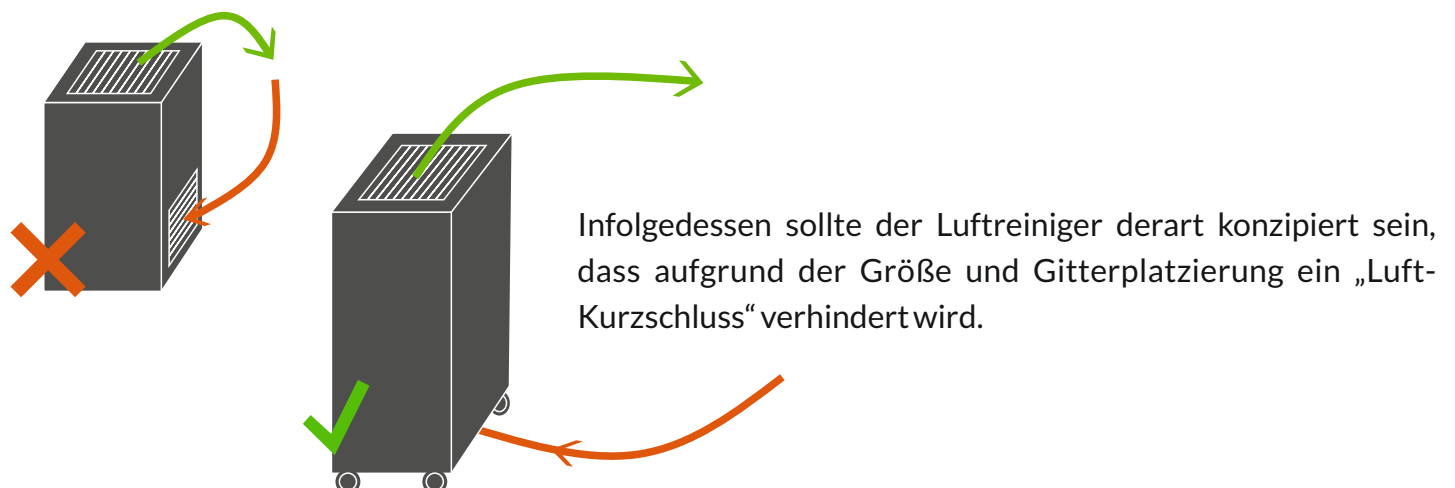 Infolgedessen sollte der Luftreiniger derart konzipiert sein,
dass aufgrund der Größe und Gitterplatzierung ein „Luft-
Kurzschluss“ verhindert wird.